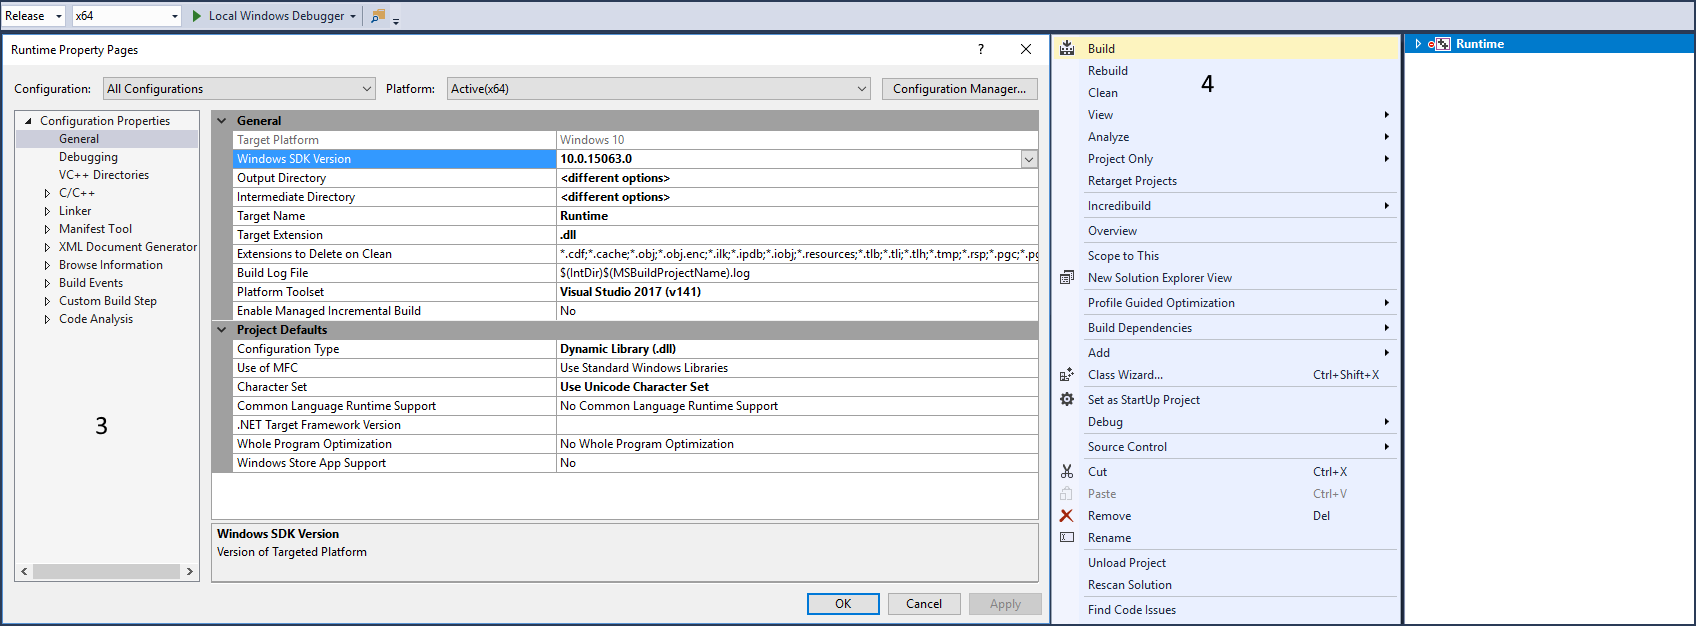 Release x64 Local Windows Debugger
Runtime Property Pages ?
Configuration: All Configurations Platform: Active(x64) Configuration Manager...
Configuration Properties
General
Debugging
VC++ Directories
C/C++
Linker
Manifest Tool
XML Document Generator
Browse Information
Build Events
Custom Build Step
Code Analysis
3
General
Target Platform Windows 10
Windows SDK Version 10.0.15063.0
Output Directory <different options>
Intermediate Directory <different options>
Target Name Runtime
Target Extension .dll
Extensions to Delete on Clean *.cdf;*.cache;*.obj;*.obj.enc;*.ilk;*.ipdb;*.iobj;*.resources;*.tlb;*.tli;*.tlh;*.tmp;*.rsp;*.pgc;*.pg
Build Log File $(IntDir)$(MSBuildProjectName).log
Platform Toolset Visual Studio 2017 (v141)
Enable Managed Incremental Build No
Project Defaults
Configuration Type Dynamic Library (.dll)
Use of MFC Use Standard Windows Libraries
Character Set Use Unicode Character Set
Common Language Runtime Support No Common Language Runtime Support
.NET Target Framework Version
Whole Program Optimization No Whole Program Optimization
Windows Store App Support No
Windows SDK Version
Version of Targeted Platform
OK Cancel Apply
Build
Rebuild
4
Clean
View
Analyze
Project Only
Retarget Projects
Incredibuild
Overview
Scope to This
New Solution Explorer View
Profile Guided Optimization
Build Dependencies
Add
Class Wizard... Ctrl+Shift+X
Set as StartUp Project
Debug
Source Control
Cut Ctrl+X
Paste Ctrl+V
Remove Del
Rename
Unload Project
Rescan Solution
Find Code Issues
Runtime